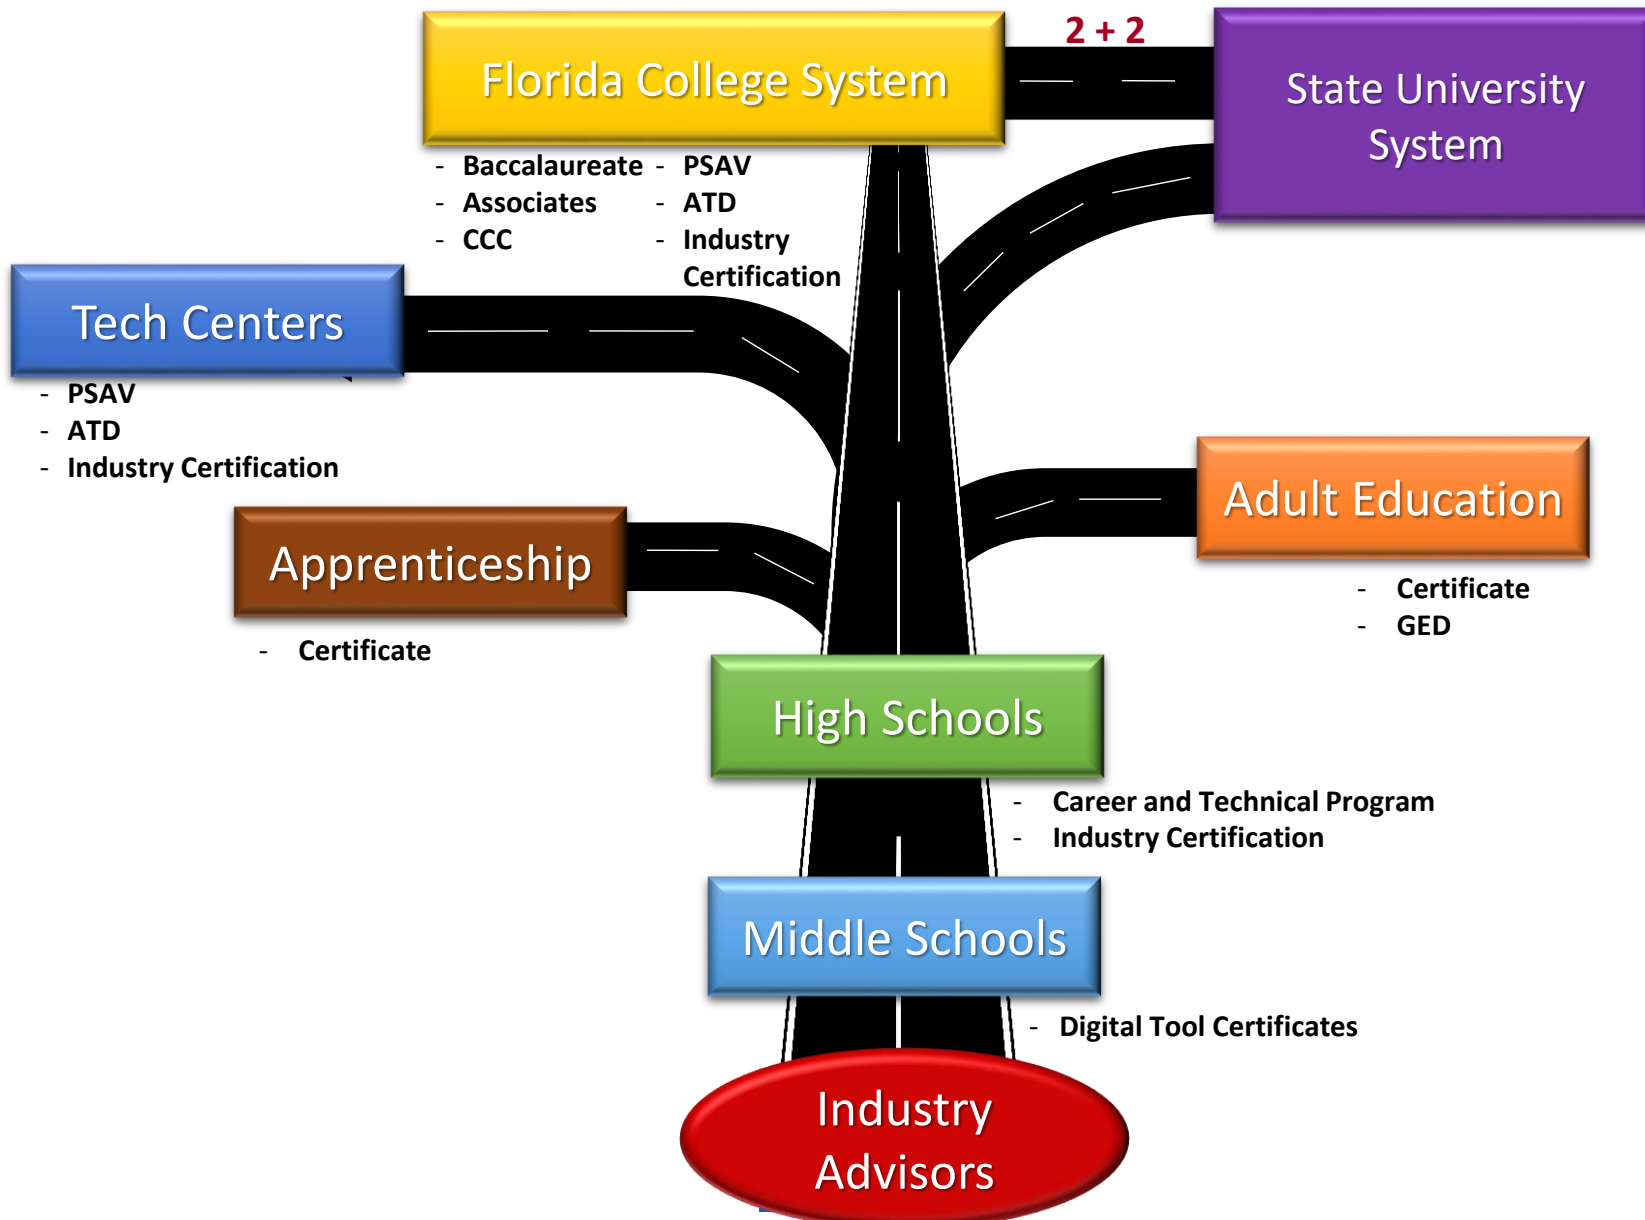 2 + 2
Florida College System
State University
System
- Baccalaureate
- Associates
- CCC
- PSAV
- ATD
- Industry
Certification
Tech Centers
- PSAV
- ATD
- Industry Certification
Adult Education
- Certificate
- GED
Apprenticeship
- Certificate
High Schools
- Career and Technical Program
- Industry Certification
Middle Schools
- Digital Tool Certificates
Industry
Advisors